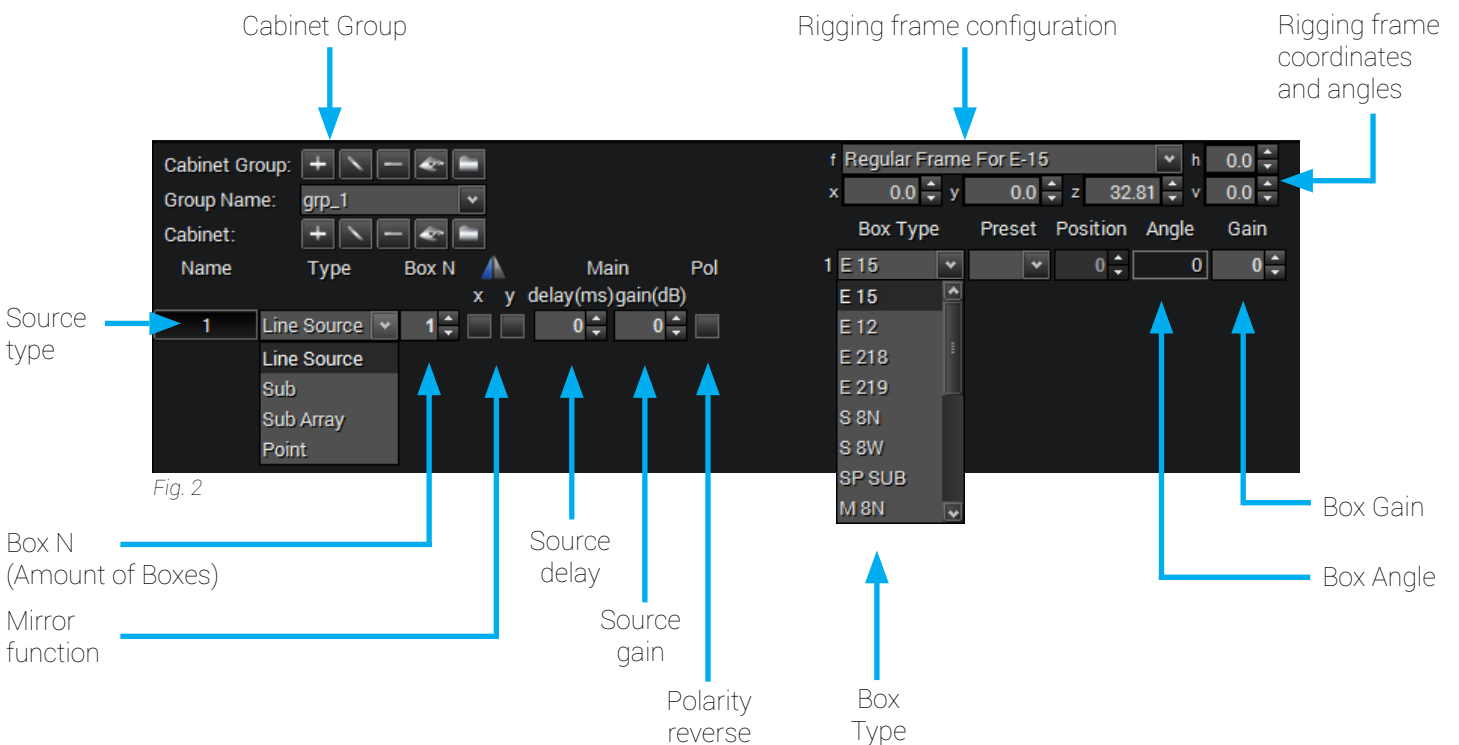 Cabinet Group
Rigging frame configuration
Rigging frame
coordinates
and angles
Cabinet Group:
f Regular Frame For E-15 h 0.0
Group Name: grp_1
x 0.0 y 0.0 z 32.81 v 0.0
Cabinet:
Box Type Preset Position Angle Gain
Name Type Box N Main Pol
1 E 15 0 0 0
x y delay(ms) gain(dB)
Source
type
1 Line Source 1 0 0
Line Source
Sub
Sub Array
Point
E 15
E 12
E 218
E 219
S 8N
S 8W
SP SUB
M 8N
Fig. 2
Box N
(Amount of Boxes)
Mirror
function
Source
delay
Source
gain
Polarity
reverse
Box
Type
Box Gain
Box Angle